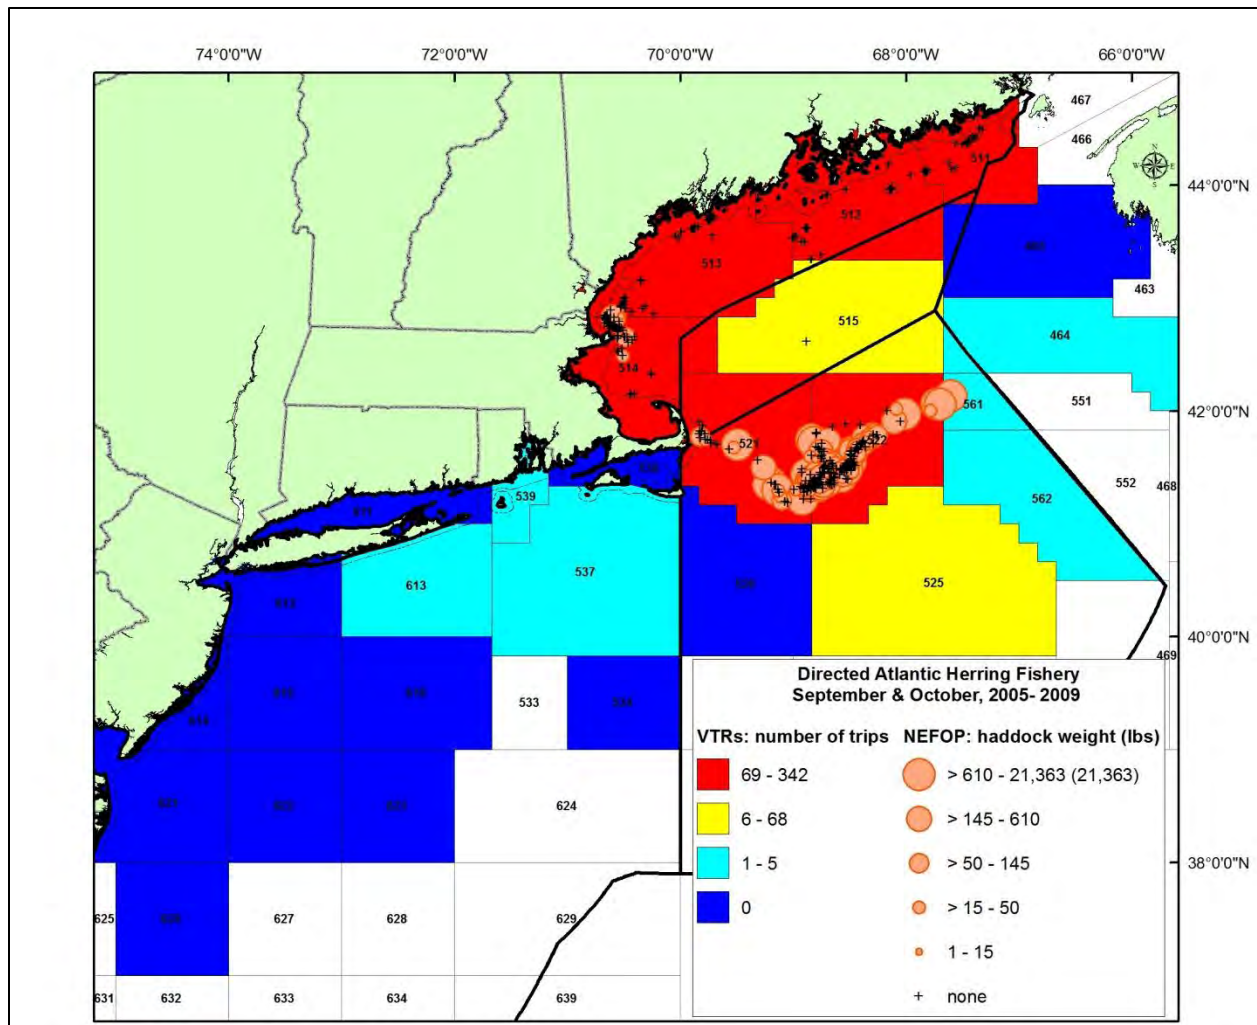 74°0'0"W 72°0'0"W 70°0'0"W 68°0'0"W 66°0'0"W
467
466
511
44°0'0"N
512
513
463
515
464
514
42°0'0"N
561
551
521
522
552
468
539
562
537
525
613
40°0'0"N
469
533
624
38°0'0"N
625
627
628
629
631
632
633
634
639
N
W
E
S
Directed Atlantic Herring Fishery
September & October, 2005- 2009
VTRs: number of trips NEFOP: haddock weight (lbs)
69 - 342 > 610 - 21,363 (21,363)
6 - 68 > 145 - 610
1 - 5 > 50 - 145
0 > 15 - 50
1 - 15
none